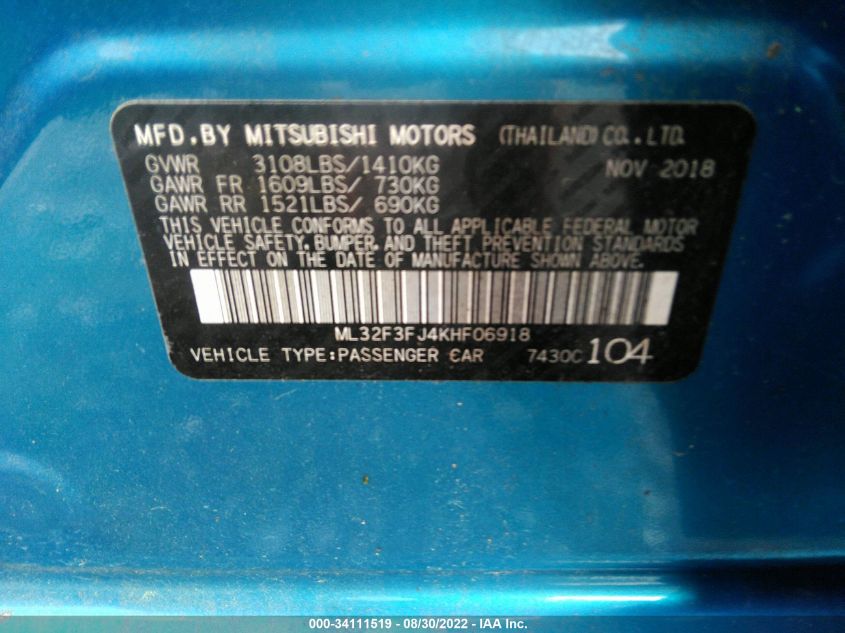 MFD. BY MITSUBISHI MOTORS (THAILAND) CO., LTD.
GVWR 3108LBS/1410KG NOV 2018
GAWR FR 1609LBS/ 730KG
GAWR RR 1521LBS/ 690KG
THIS VEHICLE CONFORMS TO ALL APPLICABLE FEDERAL MOTOR
VEHICLE SAFETY, BUMPER, AND THEFT PREVENTION STANDARDS
IN EFFECT ON THE DATE OF MANUFACTURE SHOWN ABOVE.
ML32F3FJ4KHF06918
VEHICLE TYPE:PASSENGER CAR 7430C 104
000-34111519 - 08/30/2022 - IAA Inc.